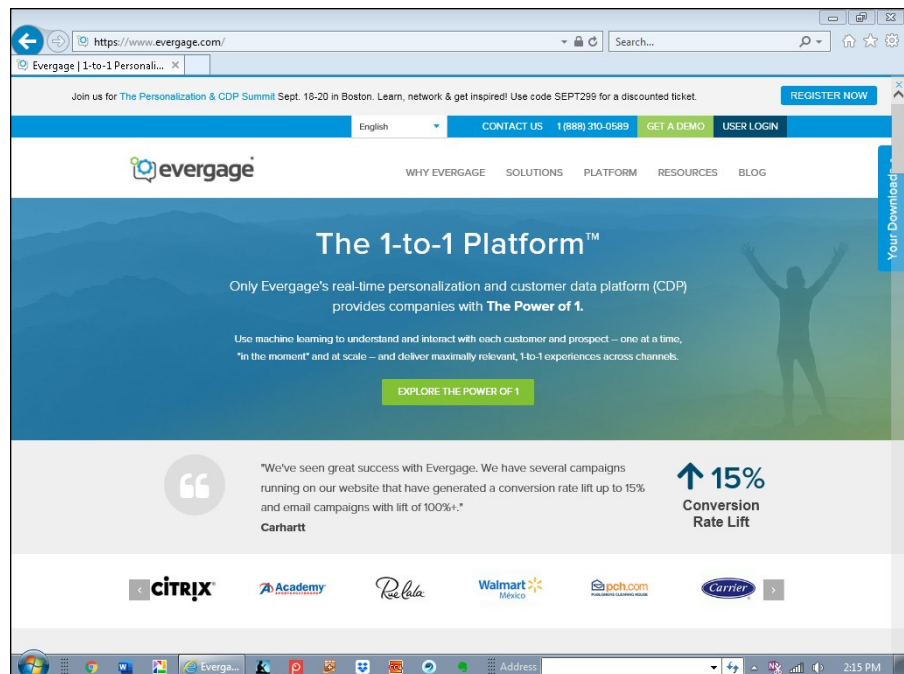 https://www.evergage.com/
Search...
Evergage | 1-to-1 Personali...
Join us for The Personalization & CDP Summit Sept. 18-20 in Boston. Learn, network & get inspired! Use code SEPT299 for a discounted ticket.
REGISTER NOW
English
CONTACT US 1 (888) 310-0589 GET A DEMO USER LOGIN
evergage
WHY EVERGAGE SOLUTIONS PLATFORM RESOURCES BLOG
Your Downloads
The 1-to-1 Platform™
Only Evergage's real-time personalization and customer data platform (CDP)
provides companies with The Power of 1.
Use machine learning to understand and interact with each customer and prospect – one at a time,
"in the moment" and at scale – and deliver maximally relevant, 1-to-1 experiences across channels.
EXPLORE THE POWER OF 1
"We've seen great success with Evergage. We have several campaigns
running on our website that have generated a conversion rate lift up to 15%
and email campaigns with lift of 100%+."
Carhartt
15%
Conversion
Rate Lift
CITRIX Academy Rue La La Walmart México pch.com Carrier
Everga... Address 2:15 PM